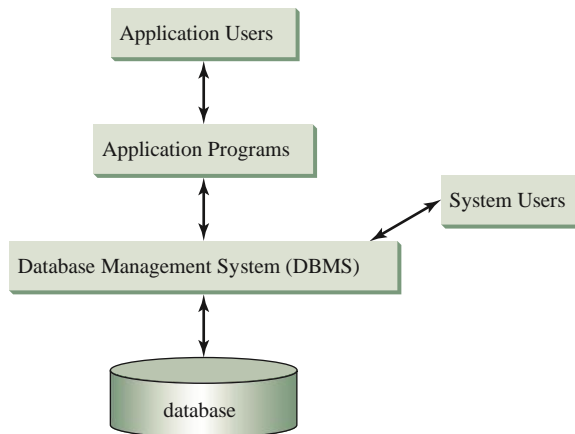 Application Users
Application Programs
System Users
Database Management System (DBMS)
database